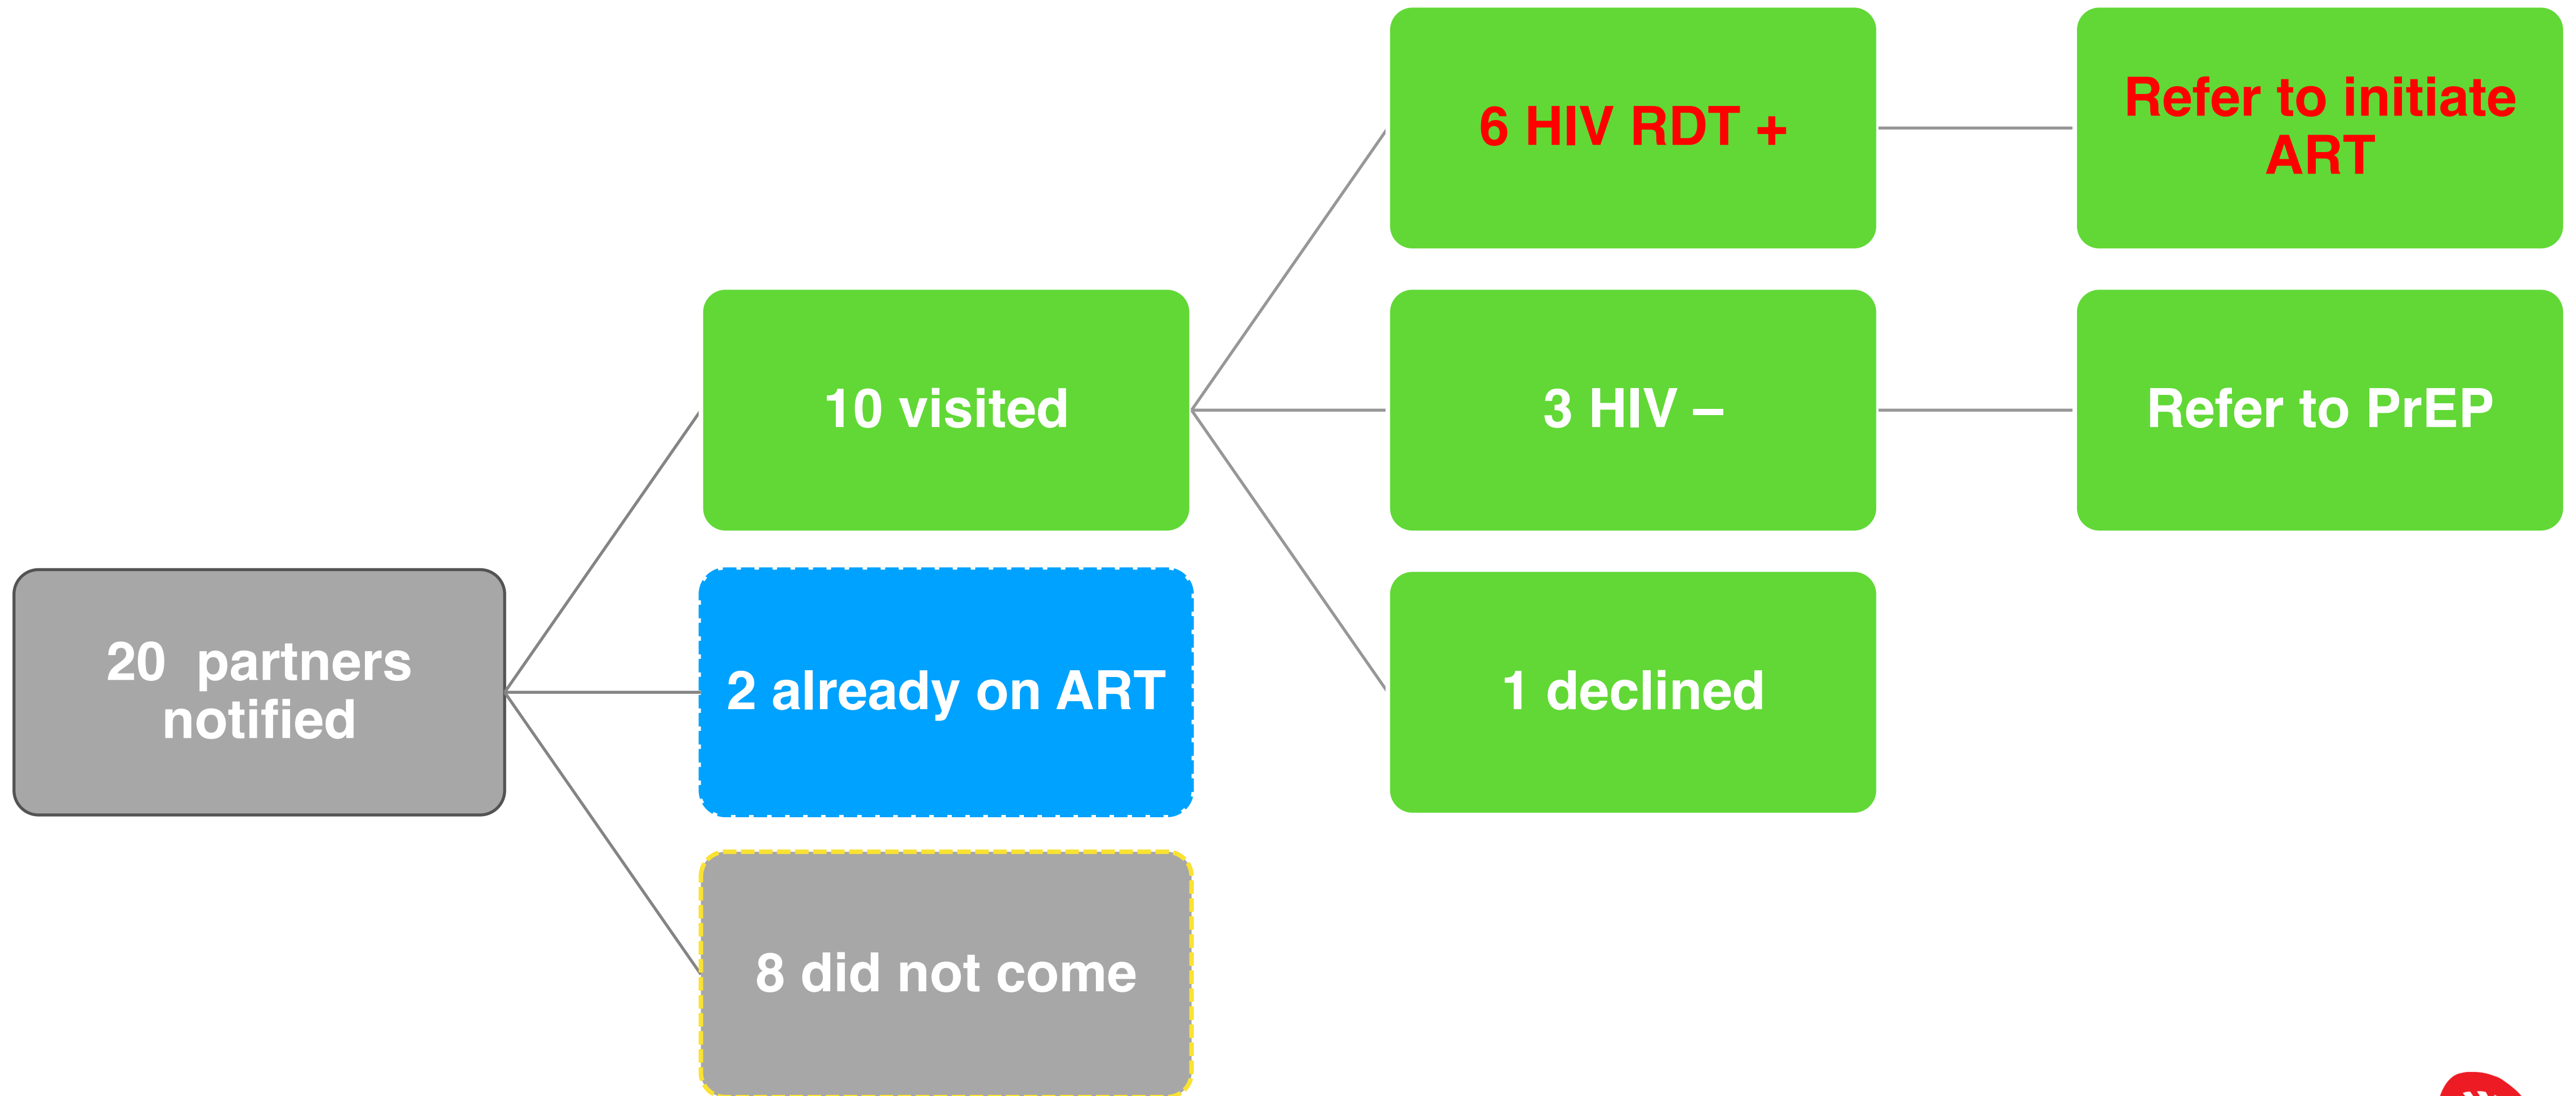 20  partners
notified
10 visited
2 already on ART
8 did not come
6 HIV RDT +
3 HIV –
1 declined
Refer to initiate
ART
Refer to PrEP